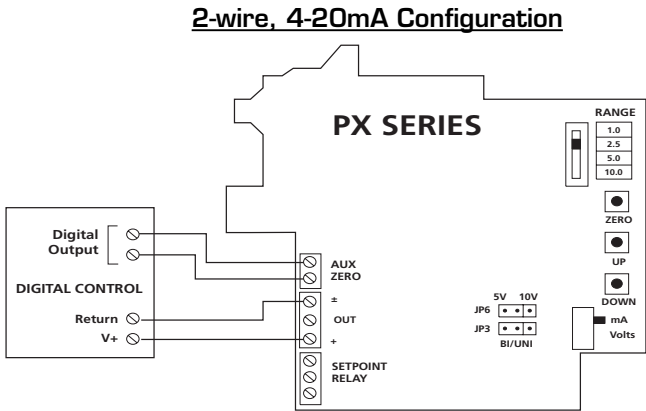 2-wire, 4-20mA Configuration
PX SERIES
RANGE
1.0
2.5
5.0
10.0
ZERO
UP
DOWN
mA
Volts
Digital
Output
DIGITAL CONTROL
Return
V+
AUX
ZERO
±
OUT
+
SETPOINT
RELAY
5V 10V
JP6
JP3
BI/UNI